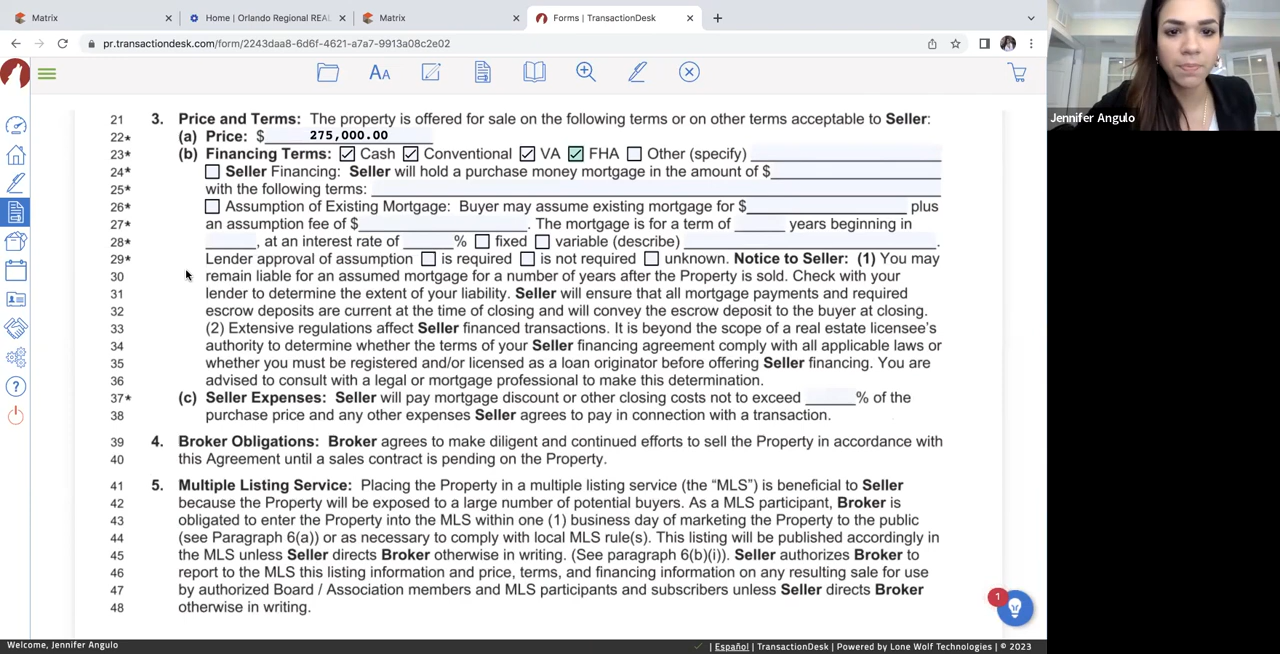 Matrix
Home | Orlando Regional REAL
Matrix
Forms | TransactionDesk
pr.transactiondesk.com/form/2243daa8-6d6f-4621-a7a7-9913a08c2e02
Jennifer Angulo
21 3. Price and Terms: The property is offered for sale on the following terms or on other terms acceptable to Seller:
22* (a) Price: $ 275,000.00
23* (b) Financing Terms: Cash Conventional VA FHA Other (specify)
24* Seller Financing: Seller will hold a purchase money mortgage in the amount of $
25* with the following terms:
26* Assumption of Existing Mortgage: Buyer may assume existing mortgage for $ plus
27* an assumption fee of $ . The mortgage is for a term of years beginning in
28* , at an interest rate of % fixed variable (describe) .
29* Lender approval of assumption is required is not required unknown. Notice to Seller: (1) You may
30 remain liable for an assumed mortgage for a number of years after the Property is sold. Check with your
31 lender to determine the extent of your liability. Seller will ensure that all mortgage payments and required
32 escrow deposits are current at the time of closing and will convey the escrow deposit to the buyer at closing.
33 (2) Extensive regulations affect Seller financed transactions. It is beyond the scope of a real estate licensee's
34 authority to determine whether the terms of your Seller financing agreement comply with all applicable laws or
35 whether you must be registered and/or licensed as a loan originator before offering Seller financing. You are
36 advised to consult with a legal or mortgage professional to make this determination.
37* (c) Seller Expenses: Seller will pay mortgage discount or other closing costs not to exceed % of the
38 purchase price and any other expenses Seller agrees to pay in connection with a transaction.
39 4. Broker Obligations: Broker agrees to make diligent and continued efforts to sell the Property in accordance with
40 this Agreement until a sales contract is pending on the Property.
41 5. Multiple Listing Service: Placing the Property in a multiple listing service (the "MLS") is beneficial to Seller
42 because the Property will be exposed to a large number of potential buyers. As a MLS participant, Broker is
43 obligated to enter the Property into the MLS within one (1) business day of marketing the Property to the public
44 (see Paragraph 6(a)) or as necessary to comply with local MLS rule(s). This listing will be published accordingly in
45 the MLS unless Seller directs Broker otherwise in writing. (See paragraph 6(b)(i)). Seller authorizes Broker to
46 report to the MLS this listing information and price, terms, and financing information on any resulting sale for use
47 by authorized Board / Association members and MLS participants and subscribers unless Seller directs Broker
48 otherwise in writing.
1
Welcome, Jennifer Angulo
| Español | TransactionDesk | Powered by Lone Wolf Technologies | © 2023